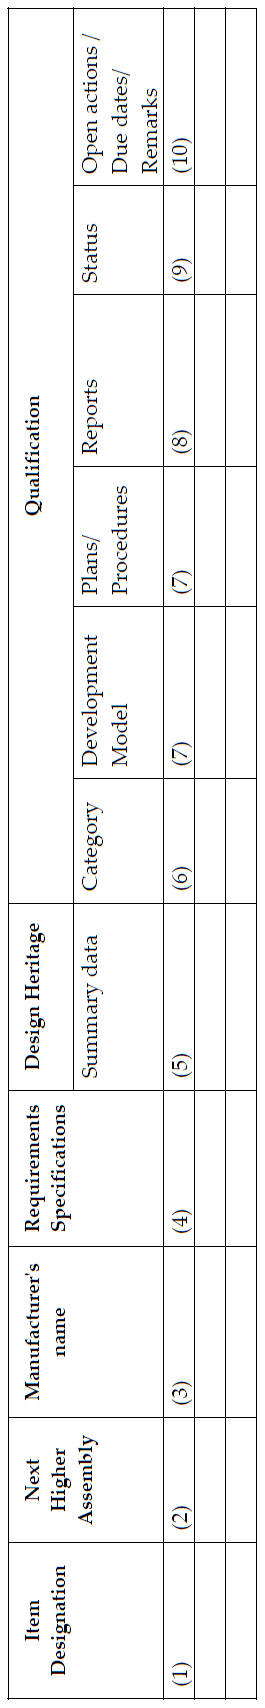 Item
Designation
Next
Higher
Assembly
Manufacturer's
name
Requirements
Specifications
Design Heritage
Qualification
Summary data
Category
Development
Model
Plans/
Procedures
Reports
Status
Open actions /
Due dates/
Remarks
(1)
(2)
(3)
(4)
(5)
(6)
(7)
(7)
(8)
(9)
(10)